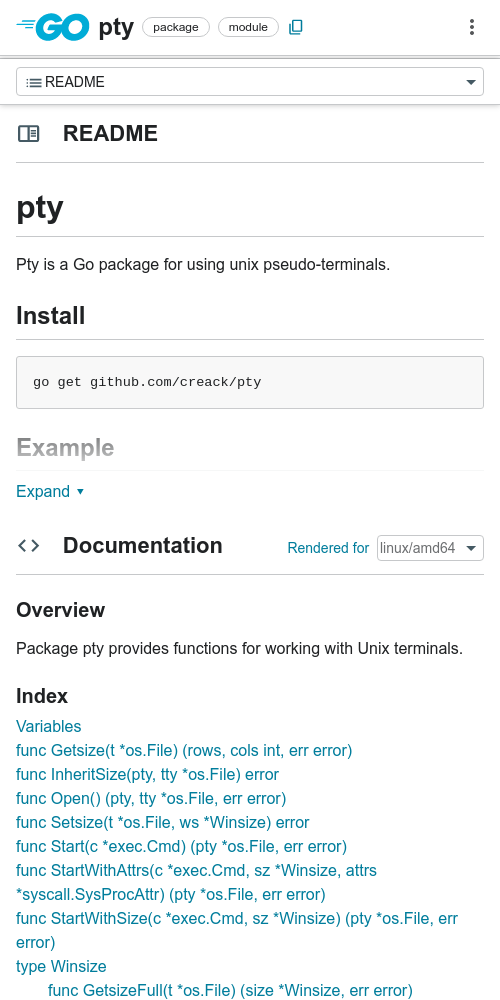 GO pty package module
README
README
pty
Pty is a Go package for using unix pseudo-terminals.
Install
go get github.com/creack/pty
Example
Expand
Documentation
Rendered for linux/amd64
Overview
Package pty provides functions for working with Unix terminals.
Index
Variables
func Getsize(t *os.File) (rows, cols int, err error)
func InheritSize(pty, tty *os.File) error
func Open() (pty, tty *os.File, err error)
func Setsize(t *os.File, ws *Winsize) error
func Start(c *exec.Cmd) (pty *os.File, err error)
func StartWithAttrs(c *exec.Cmd, sz *Winsize, attrs
*syscall.SysProcAttr) (pty *os.File, err error)
func StartWithSize(c *exec.Cmd, sz *Winsize) (pty *os.File, err
error)
type Winsize
func GetsizeFull(t *os.File) (size *Winsize, err error)